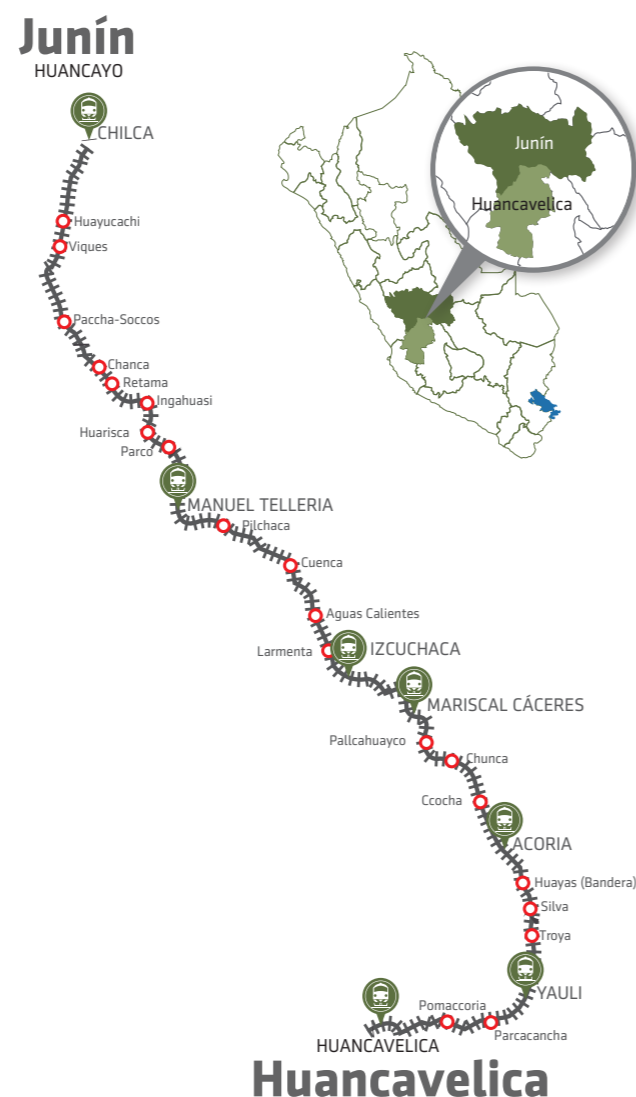 Junín
HUANCAYO
CHILCA
Junín
Huancavelica
Huayucachi
Viques
Paccha-Soccos
Chanca
Retama
Ingahuasi
Huarisca
Parco
MANUEL TELLERIA
Pilchaca
Cuenca
Aguas Calientes
Larmenta
IZCUCHACA
MARISCAL CÁCERES
Pallcahuayco
Chunca
Ccocha
ACORIA
Huayas (Bandera)
Silva
Troya
YAULI
Pomaccoria
Parcacancha
HUANCAVELICA
Huancavelica